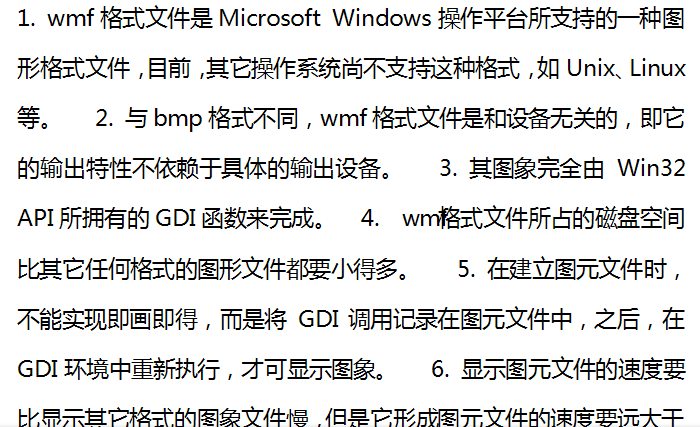 1. wmf 格式文件是 Microsoft Windows 操作平台所支持的一种图
形格式文件，目前，其它操作系统尚不支持这种格式，如 Unix、Linux
等。 2. 与 bmp 格式不同，wmf 格式文件是和设备无关的，即它
的输出特性不依赖于具体的输出设备。 3. 其图象完全由 Win32
API 所拥有的 GDI 函数来完成。 4. wmf格式文件所占的磁盘空间
比其它任何格式的图形文件都要小得多。 5. 在建立图元文件时，
不能实现即画即得，而是将 GDI 调用记录在图元文件中，之后，在
GDI 环境中重新执行，才可显示图象。 6. 显示图元文件的速度要
比显示其它格式的图象文件慢，但是它形成图元文件的速度要远大于